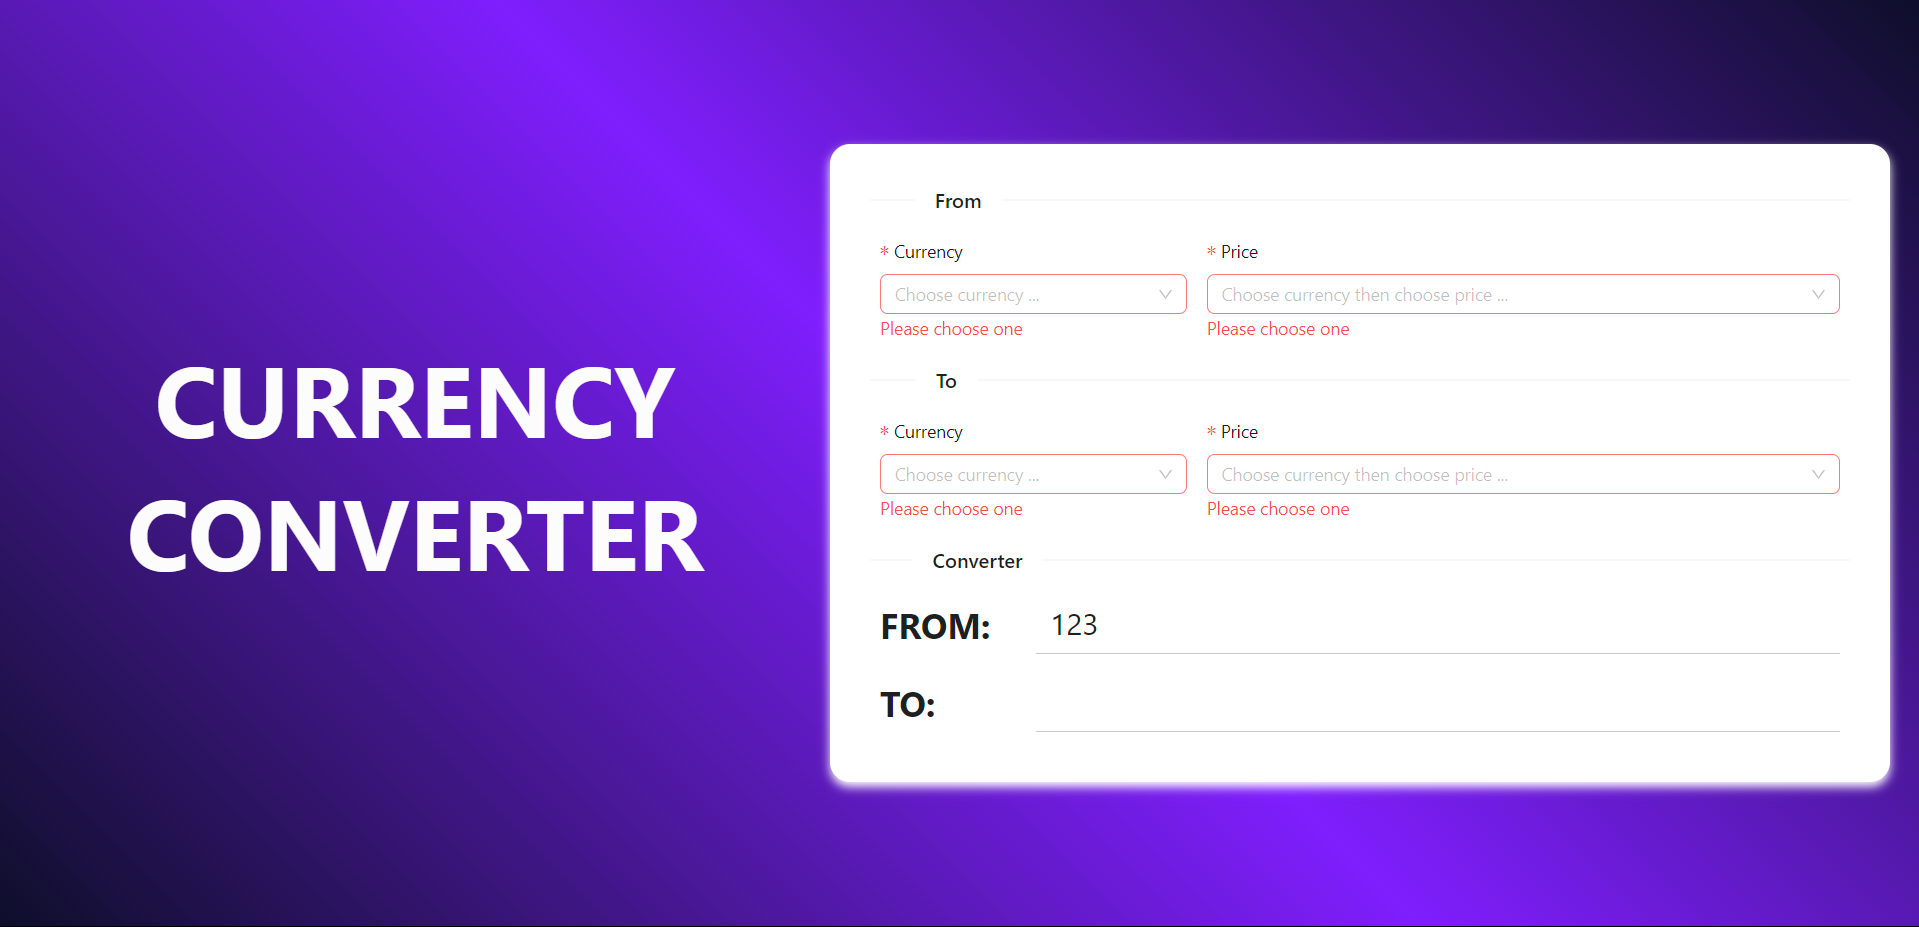 CURRENCY
CONVERTER
From
* Currency
* Price
Choose currency ...
Choose currency then choose price ...
Please choose one
Please choose one
To
* Currency
* Price
Choose currency ...
Choose currency then choose price ...
Please choose one
Please choose one
Converter
FROM: 123
TO: